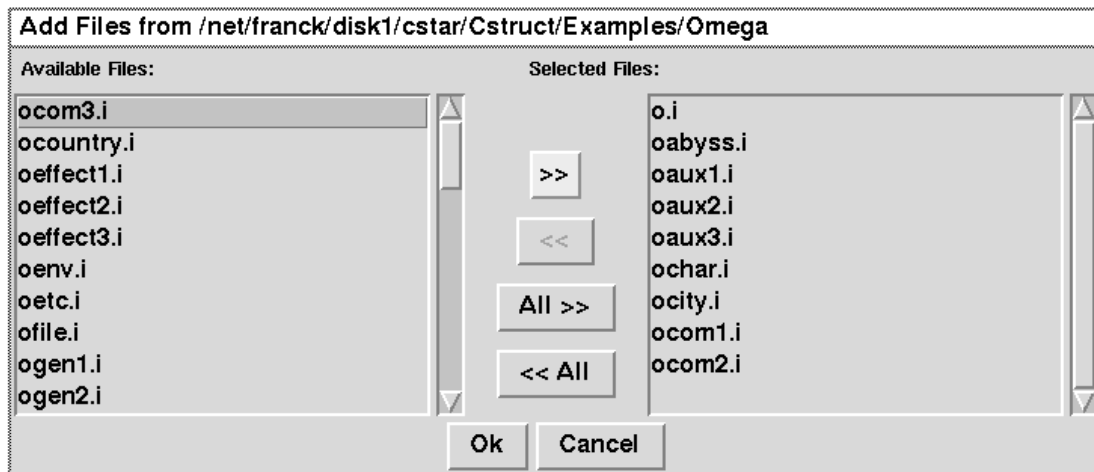 Add Files from /net/franck/disk1/cstar/Cstruct/Examples/Omega
Available Files:
Selected Files:
ocom3.i
ocountry.i
oeffect1.i
oeffect2.i
oeffect3.i
oenv.i
oetc.i
ofile.i
ogen1.i
ogen2.i
>>
<<
All >>
<< All
o.i
oabyss.i
oaux1.i
oaux2.i
oaux3.i
ochar.i
ocity.i
ocom1.i
ocom2.i
Ok
Cancel